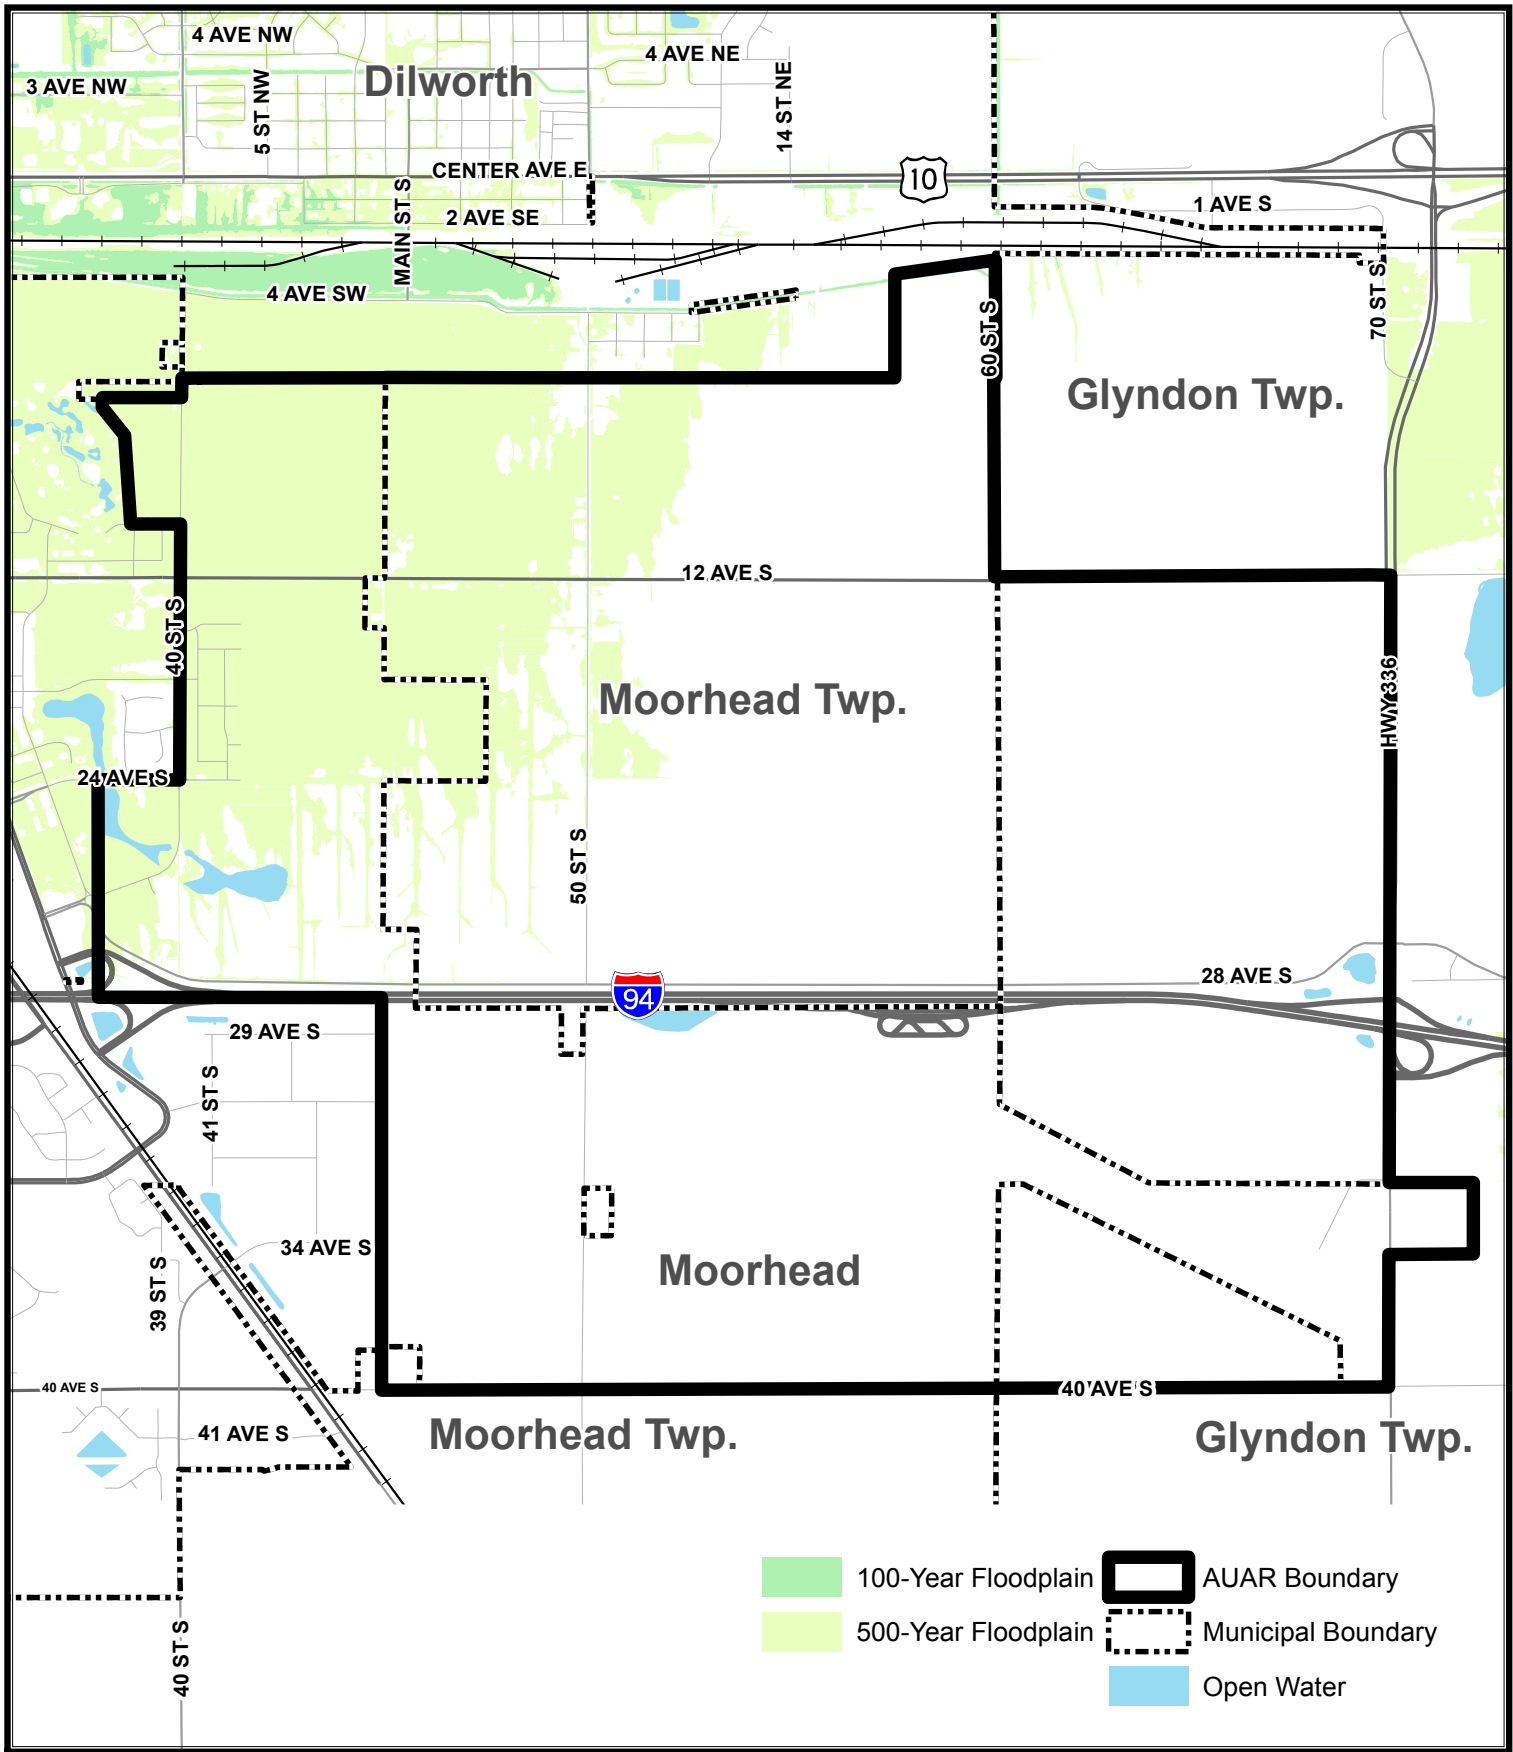 4 AVE NW
4 AVE NE
3 AVE NW
Dilworth
5 ST NW
14 ST NE
CENTER AVE E
10
MAIN ST S
2 AVE SE
1 AVE S
4 AVE SW
60 ST S
70 ST S
Glyndon Twp.
12 AVE S
40 ST S
Moorhead Twp.
HWY 336
24 AVE S
50 ST S
28 AVE S
94
29 AVE S
41 ST S
34 AVE S
39 ST S
Moorhead
40 AVE S
40 AVE S
41 AVE S
Moorhead Twp.
Glyndon Twp.
40 ST S
100-Year Floodplain
AUAR Boundary
500-Year Floodplain
Municipal Boundary
Open Water